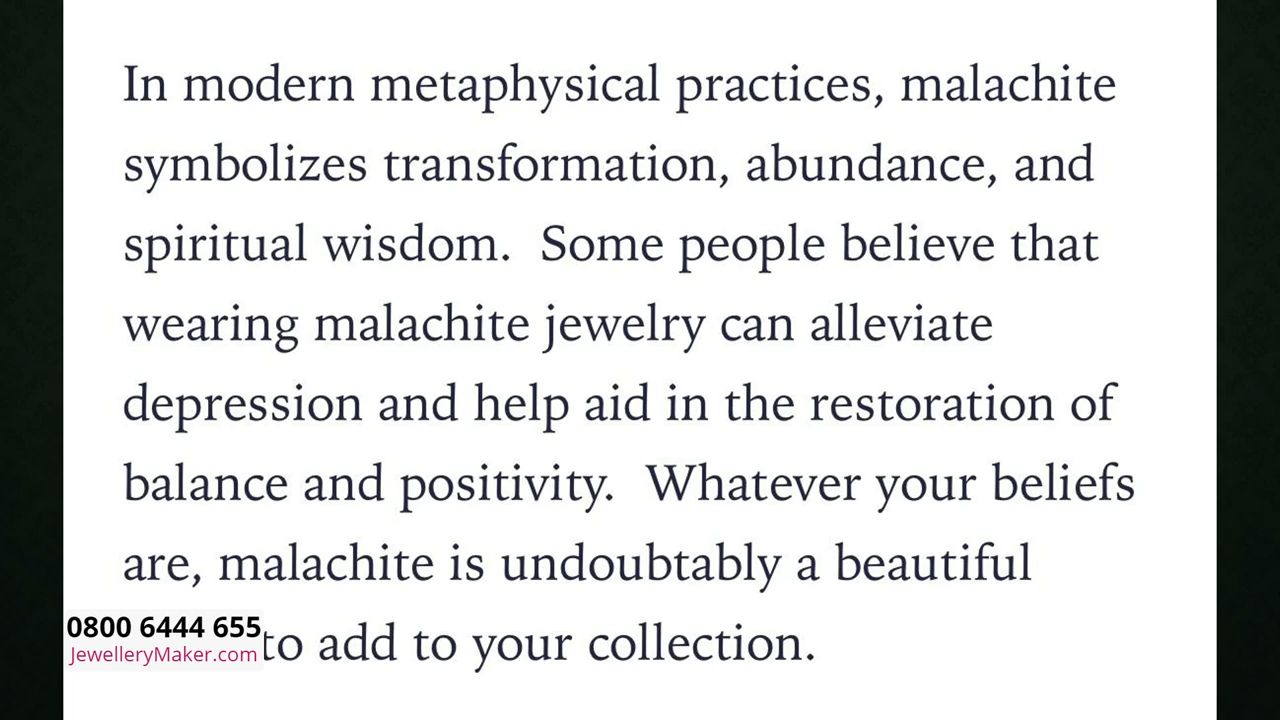 In modern metaphysical practices, malachite
symbolizes transformation, abundance, and
spiritual wisdom.  Some people believe that
wearing malachite jewelry can alleviate
depression and help aid in the restoration of
balance and positivity.  Whatever your beliefs
are, malachite is undoubtably a beautiful
to add to your collection.
0800 6444 655
JewelleryMaker.com